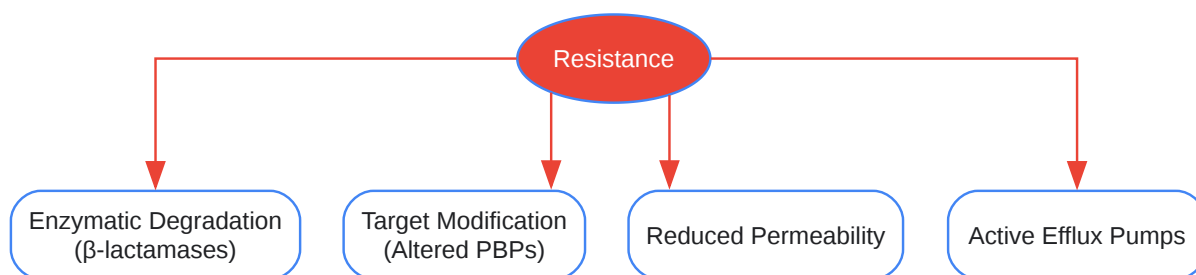 Resistance
Enzymatic Degradation
(β-lactamases)
Target Modification
(Altered PBPs)
Reduced Permeability
Active Efflux Pumps